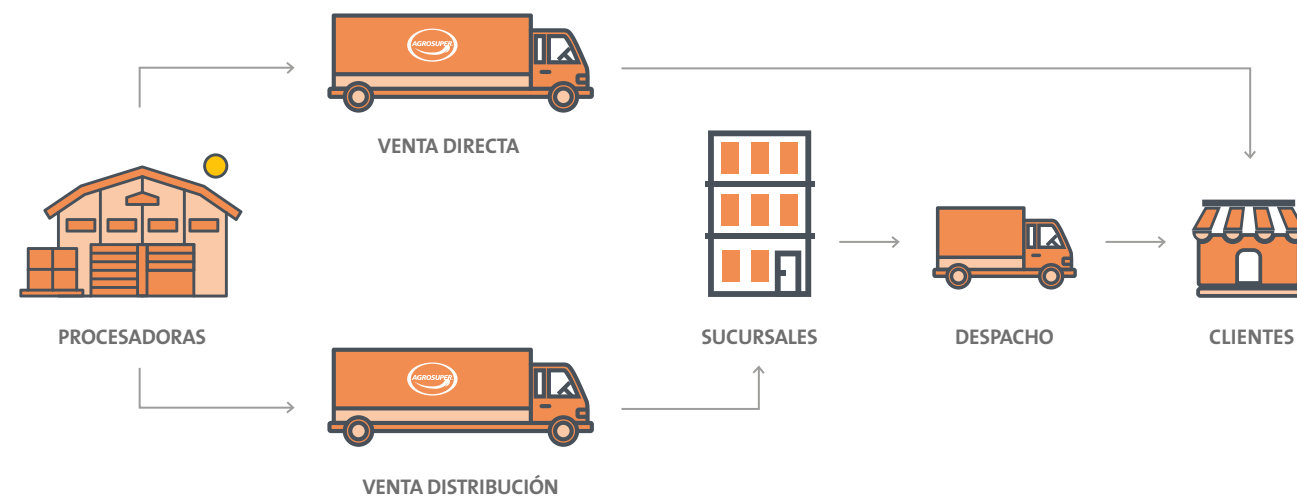 AGROSUPER
VENTA DIRECTA
PROCESADORAS
SUCURSALES
DESPACHO
CLIENTES
AGROSUPER
VENTA DISTRIBUCIÓN